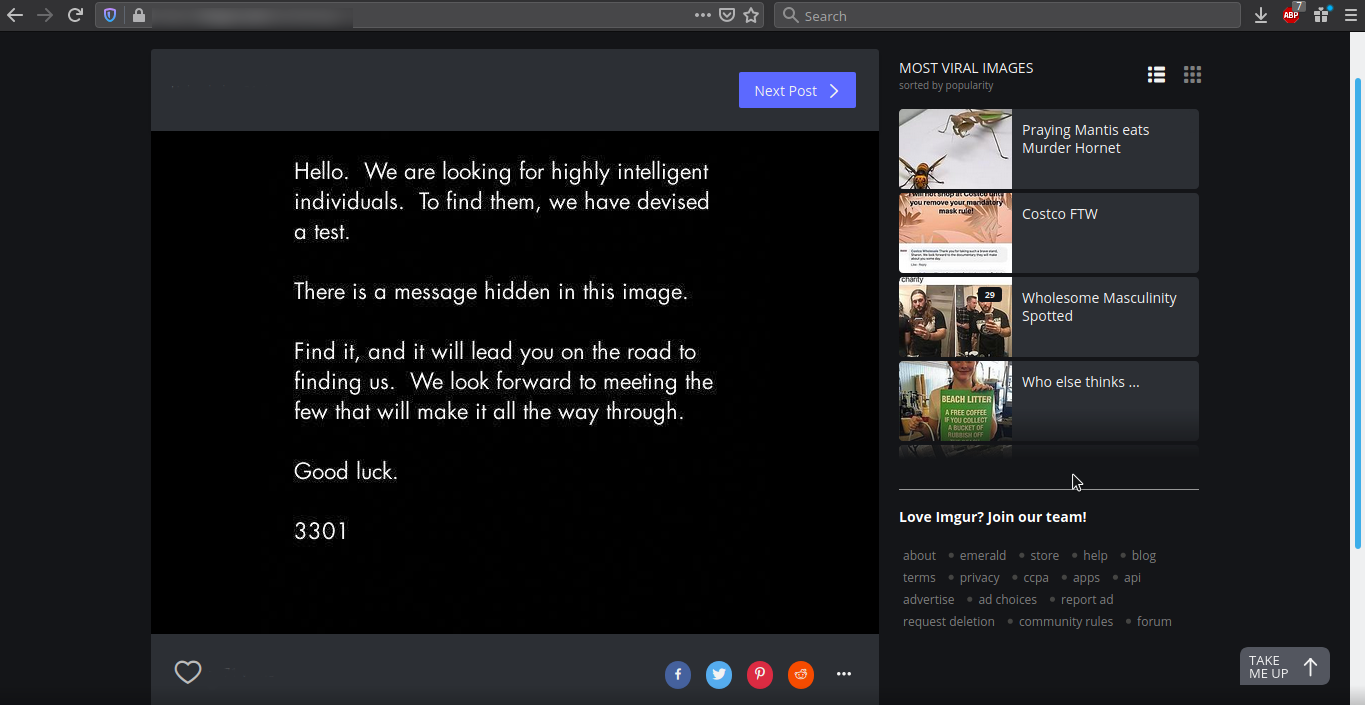 Search
7
ABP
Next Post
Hello.  We are looking for highly intelligent
individuals.  To find them, we have devised
a test.
There is a message hidden in this image.
Find it, and it will lead you on the road to
finding us.  We look forward to meeting the
few that will make it all the way through.
Good luck.
3301
MOST VIRAL IMAGES
sorted by popularity
Praying Mantis eats
Murder Hornet
you remove your mandatory
mask rule!
Costco FTW
charity
29
Wholesome Masculinity
Spotted
BEACH LITTER
A FREE COFFEE
IF YOU COLLECT
A BUCKET OF
RUBBISH OFF
Who else thinks ...
Love Imgur? Join our team!
about • emerald • store • help • blog
terms • privacy • ccpa • apps • api
advertise • ad choices • report ad
request deletion • community rules • forum
TAKE
ME UP